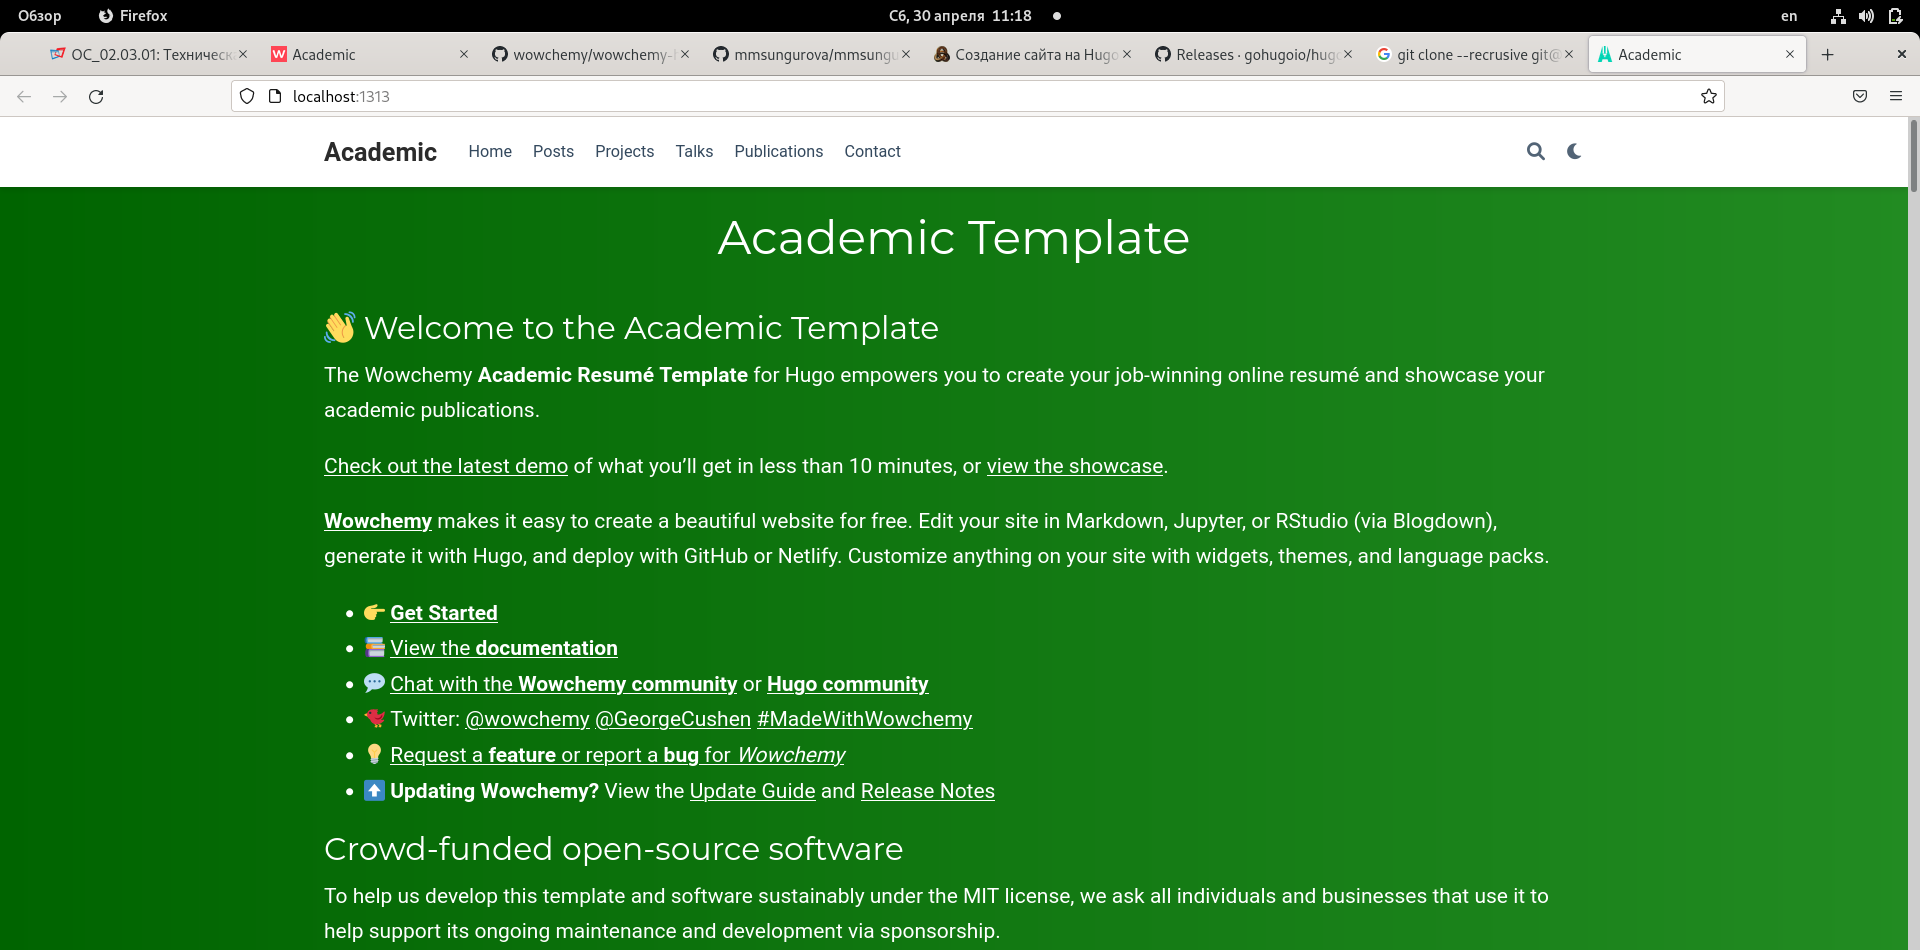 Обзор Firefox Сб, 30 апреля 11:18 en
ОС_02.03.01: Техническа Academic wowchemy/wowchemy-h mmsungurova/mmsungu Создание сайта на Hugo Releases · gohugoio/hugo git clone --recrusive git@ Academic
localhost:1313
Academic Home Posts Projects Talks Publications Contact
Academic Template
👋 Welcome to the Academic Template
The Wowchemy Academic Resumé Template for Hugo empowers you to create your job-winning online resumé and showcase your
academic publications.
Check out the latest demo of what you’ll get in less than 10 minutes, or view the showcase.
Wowchemy makes it easy to create a beautiful website for free. Edit your site in Markdown, Jupyter, or RStudio (via Blogdown),
generate it with Hugo, and deploy with GitHub or Netlify. Customize anything on your site with widgets, themes, and language packs.
• 👉 Get Started
• 📚 View the documentation
• 💬 Chat with the Wowchemy community or Hugo community
• 🐦 Twitter: @wowchemy @GeorgeCushen #MadeWithWowchemy
• 💡 Request a feature or report a bug for Wowchemy
• ⬆️ Updating Wowchemy? View the Update Guide and Release Notes
Crowd-funded open-source software
To help us develop this template and software sustainably under the MIT license, we ask all individuals and businesses that use it to
help support its ongoing maintenance and development via sponsorship.